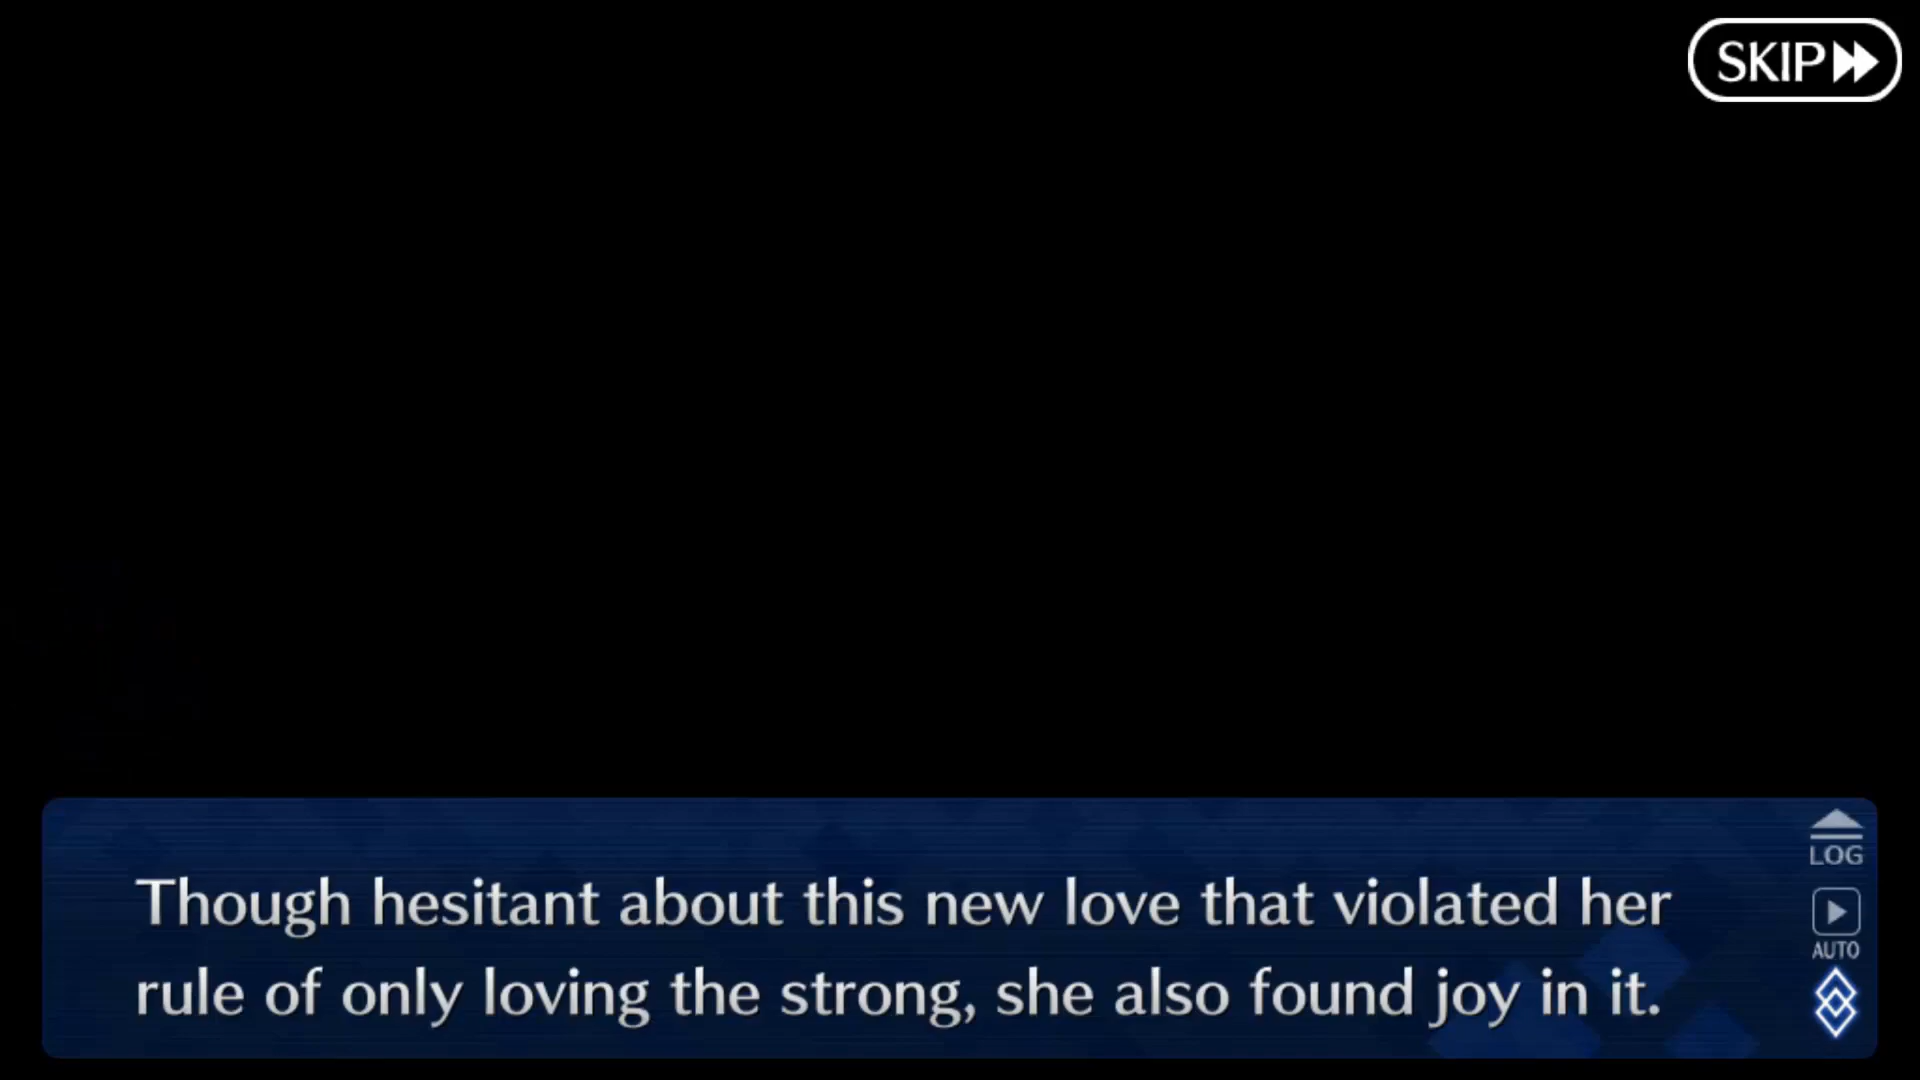 SKIP
LOG
Though hesitant about this new love that violated her
rule of only loving the strong, she also found joy in it.
AUTO